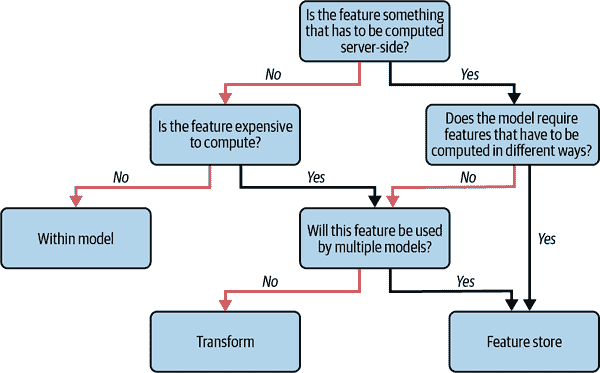 Is the feature something
that has to be computed
server-side?
No
Yes
Is the feature expensive
to compute?
Does the model require
features that have to be
computed in different ways?
No
Yes
No
Within model
Will this feature be used
by multiple models?
Yes
No
Yes
Transform
Feature store